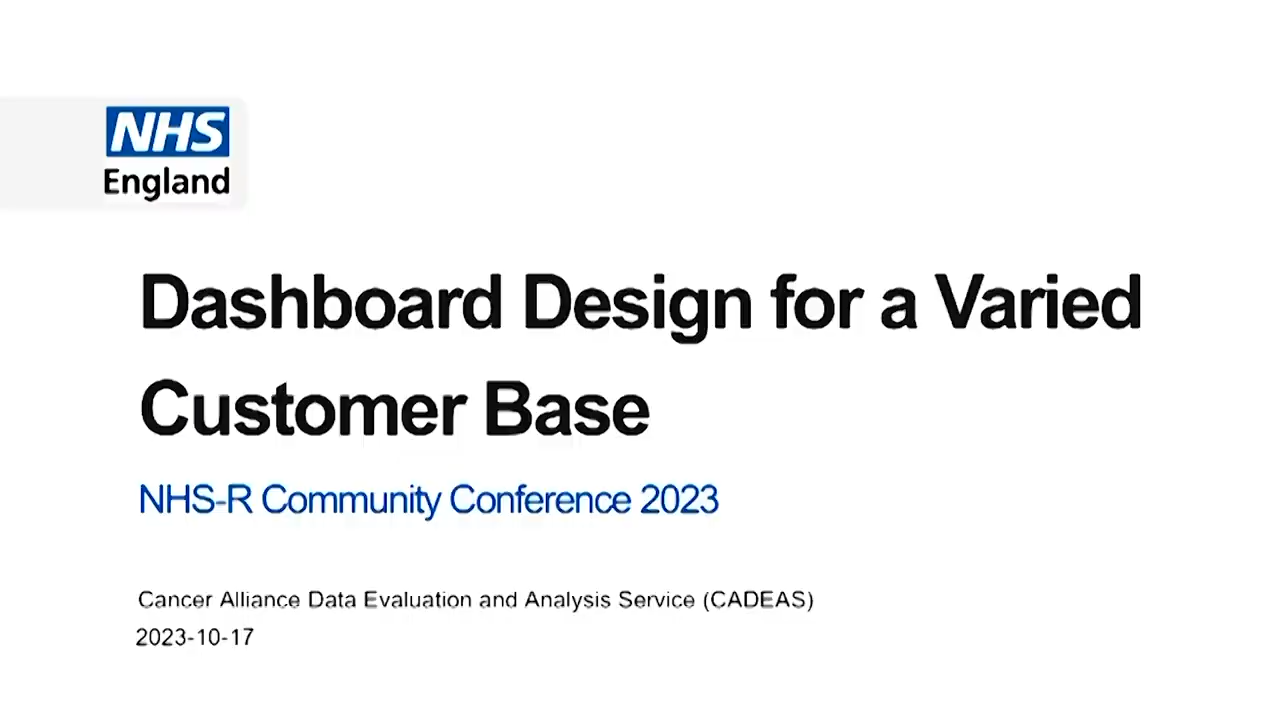 NHS
England
Dashboard Design for a Varied
Customer Base
NHS-R Community Conference 2023
Cancer Alliance Data Evaluation and Analysis Service (CADEAS)
2023-10-17